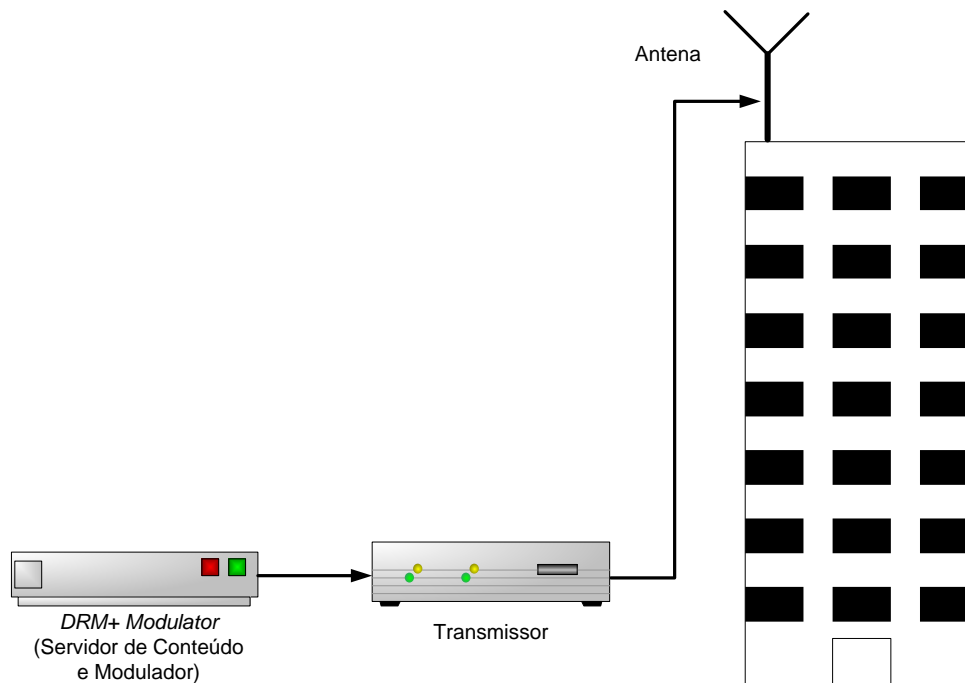 Antena
DRM+ Modulator
(Servidor de Conteúdo
e Modulador)
Transmissor